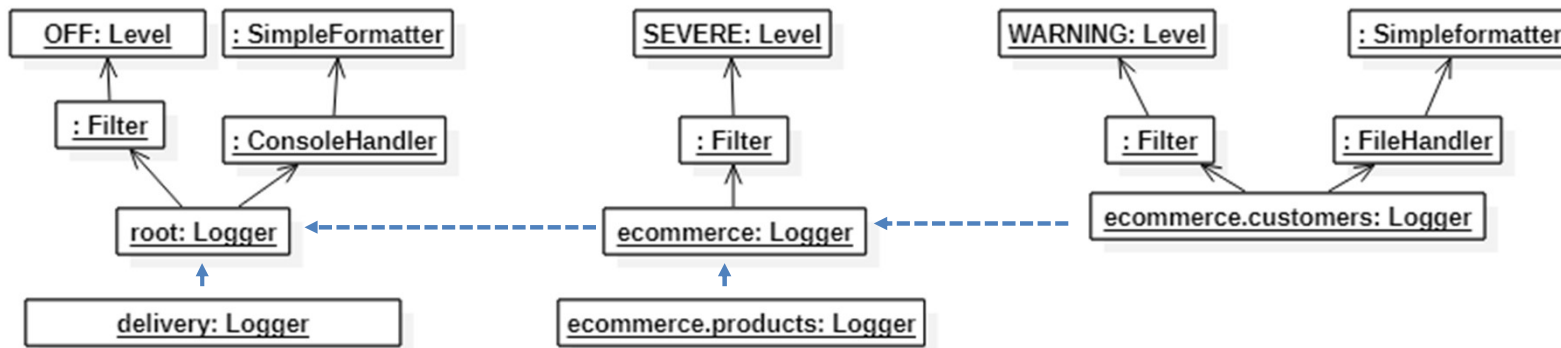 OFF: Level
: SimpleFormatter
SEVERE: Level
WARNING: Level
: Simpleformatter
: Filter
: ConsoleHandler
: Filter
: Filter
: FileHandler
root: Logger
ecommerce: Logger
ecommerce.customers: Logger
delivery: Logger
ecommerce.products: Logger